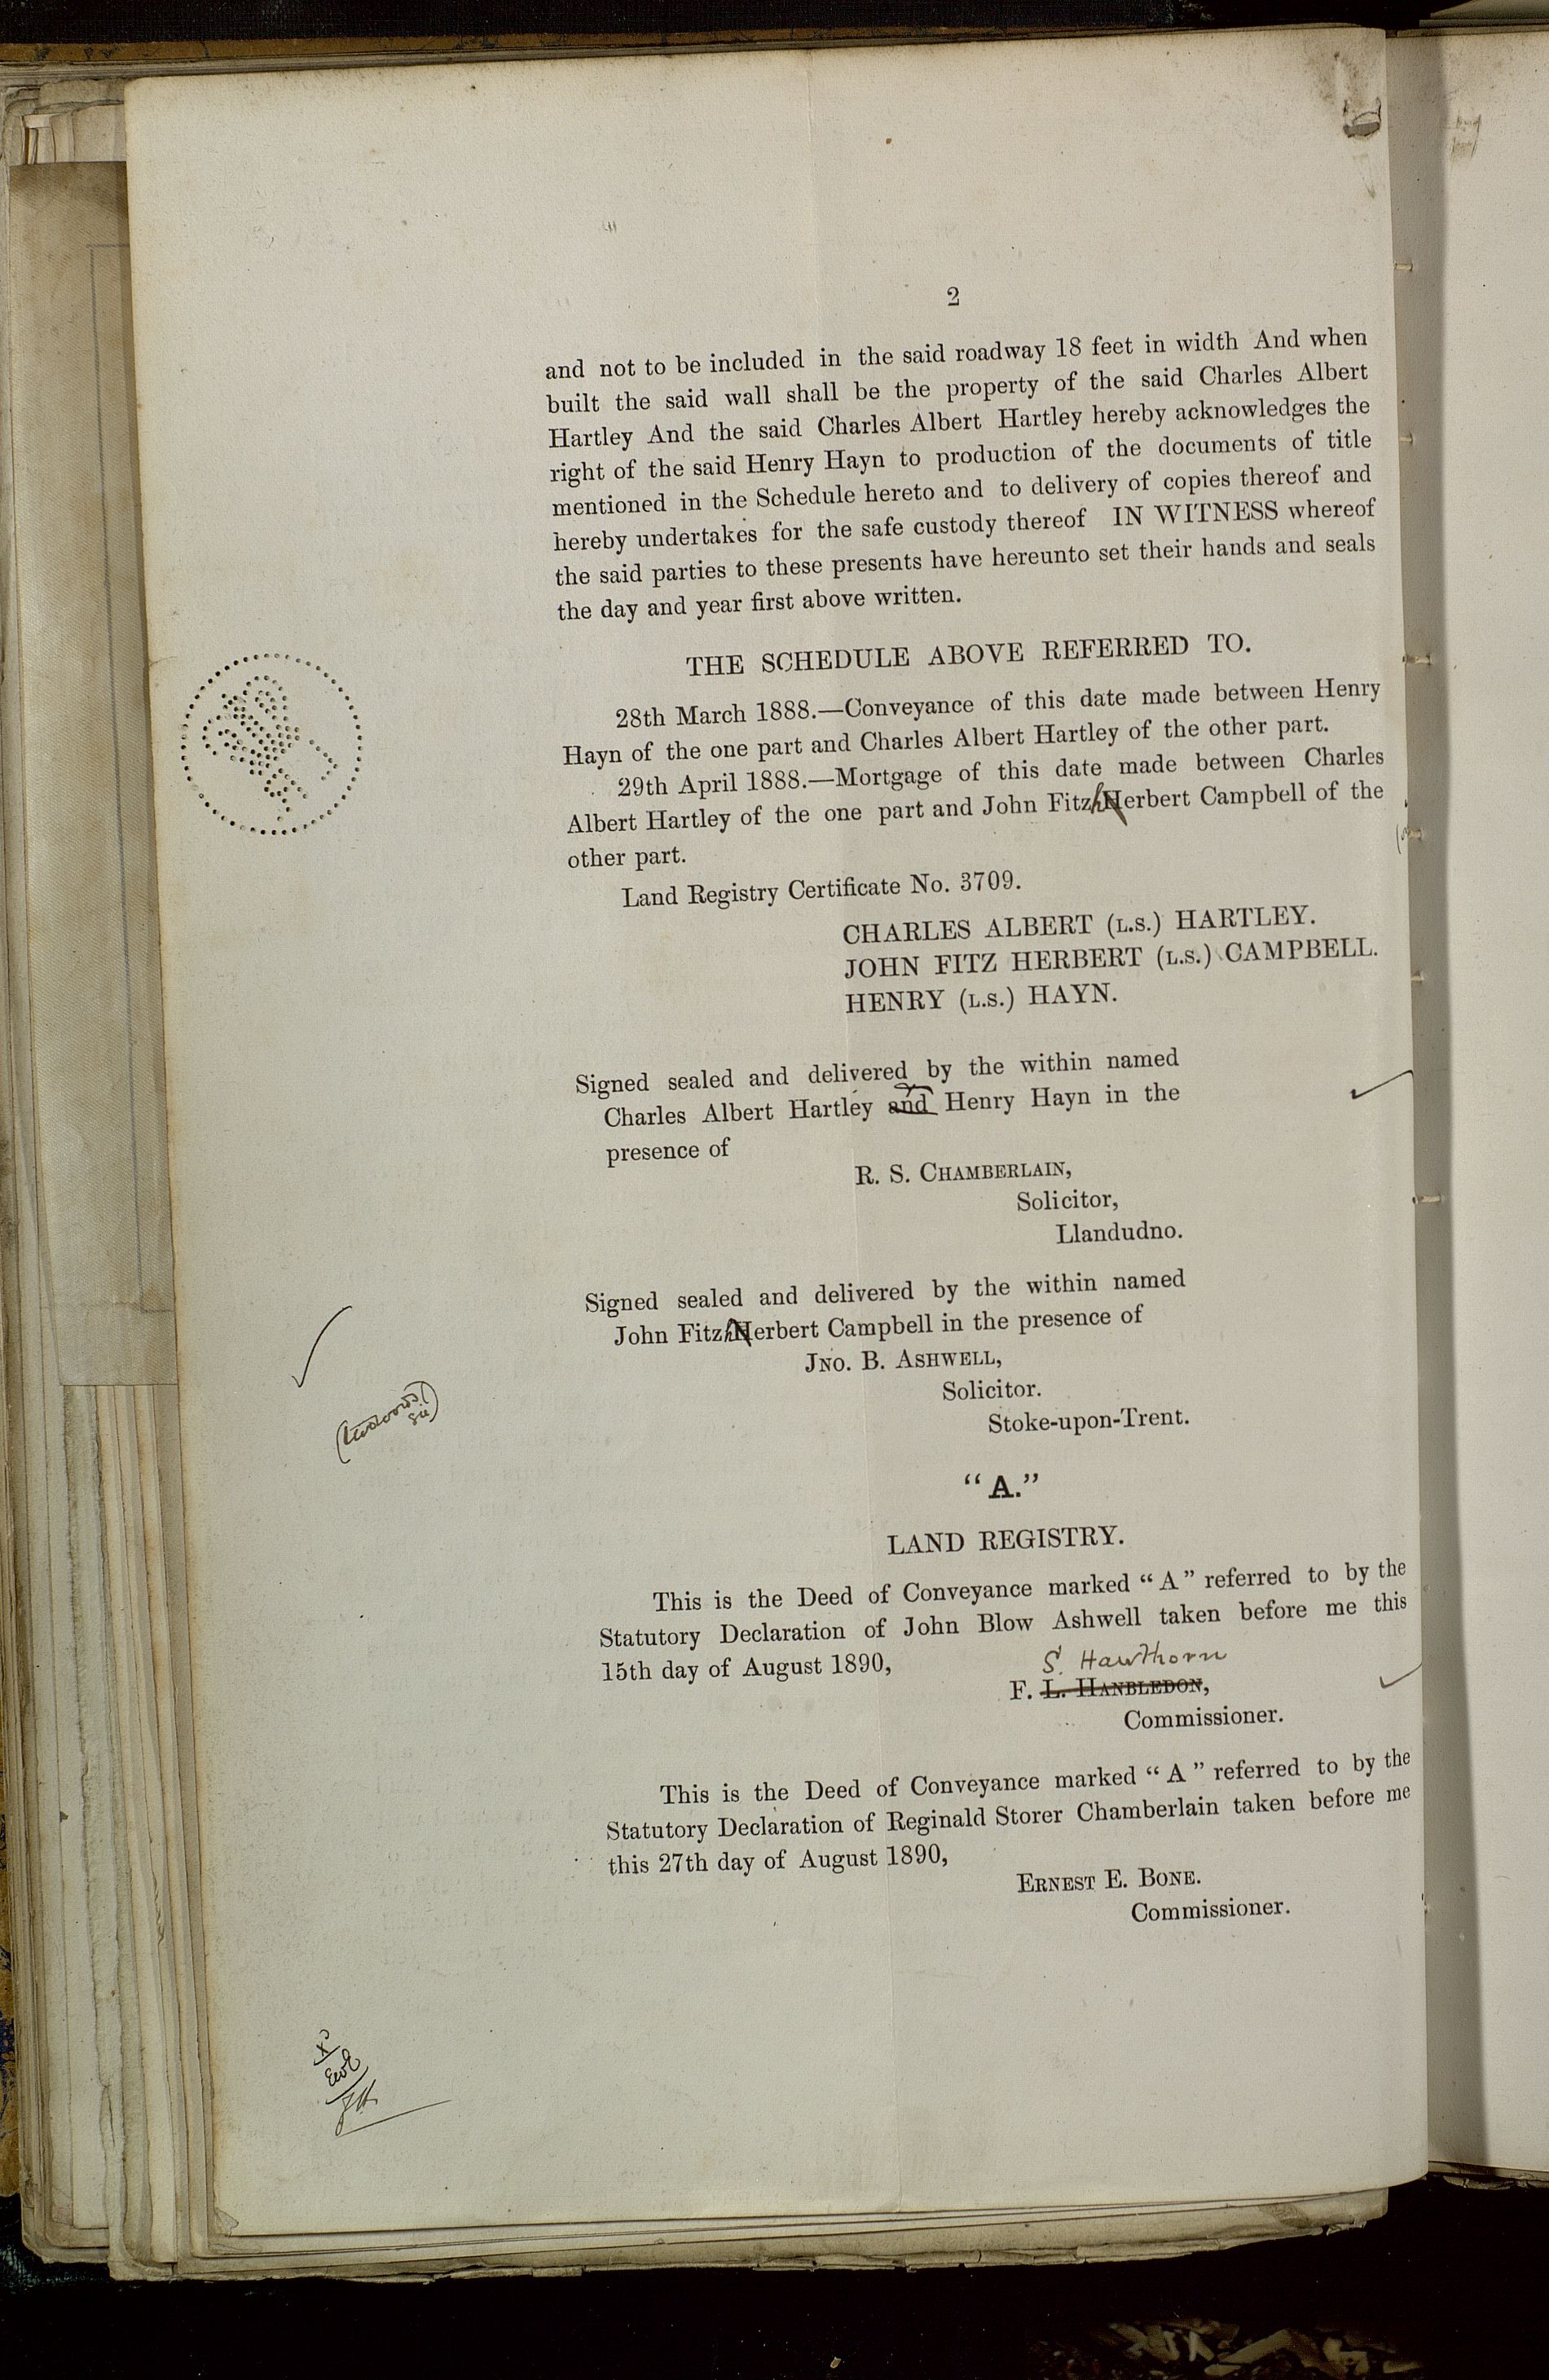 2
and not to be included in the said roadway 18 feet in width And when
built the said wall shall be the property of the said Charles Albert
Hartley And the said Charles Albert Hartley hereby acknowledges the
right of the said Henry Hayn to production of the documents of title
mentioned in the Schedule hereto and to delivery of copies thereof and
hereby undertakes for the safe custody thereof IN WITNESS whereof
the said parties to these presents have hereunto set their hands and seals
the day and year first above written.
THE SCHEDULE ABOVE REFERRED TO.
28th March 1888.—Conveyance of this date made between Henry
Hayn of the one part and Charles Albert Hartley of the other part.
29th April 1888.—Mortgage of this date made between Charles
Albert Hartley of the one part and John FitzhHerbert Campbell of the
other part.
Land Registry Certificate No. 3709.
CHARLES ALBERT (L.S.) HARTLEY.
JOHN FITZ HERBERT (L.S.) CAMPBELL.
HENRY (L.S.) HAYN.
Signed sealed and delivered by the within named
Charles Albert Hartley and Henry Hayn in the
presence of
R. S. CHAMBERLAIN,
Solicitor,
Llandudno.
Signed sealed and delivered by the within named
John FitzhHerbert Campbell in the presence of
JNO. B. ASHWELL,
Solicitor.
Stoke-upon-Trent.
"A."
LAND REGISTRY.
This is the Deed of Conveyance marked "A" referred to by the
Statutory Declaration of John Blow Ashwell taken before me this
15th day of August 1890,
S. Hawthorn
F. L. HANBLEDON,
Commissioner.
This is the Deed of Conveyance marked "A" referred to by the
Statutory Declaration of Reginald Storer Chamberlain taken before me
this 27th day of August 1890,
ERNEST E. BONE.
Commissioner.